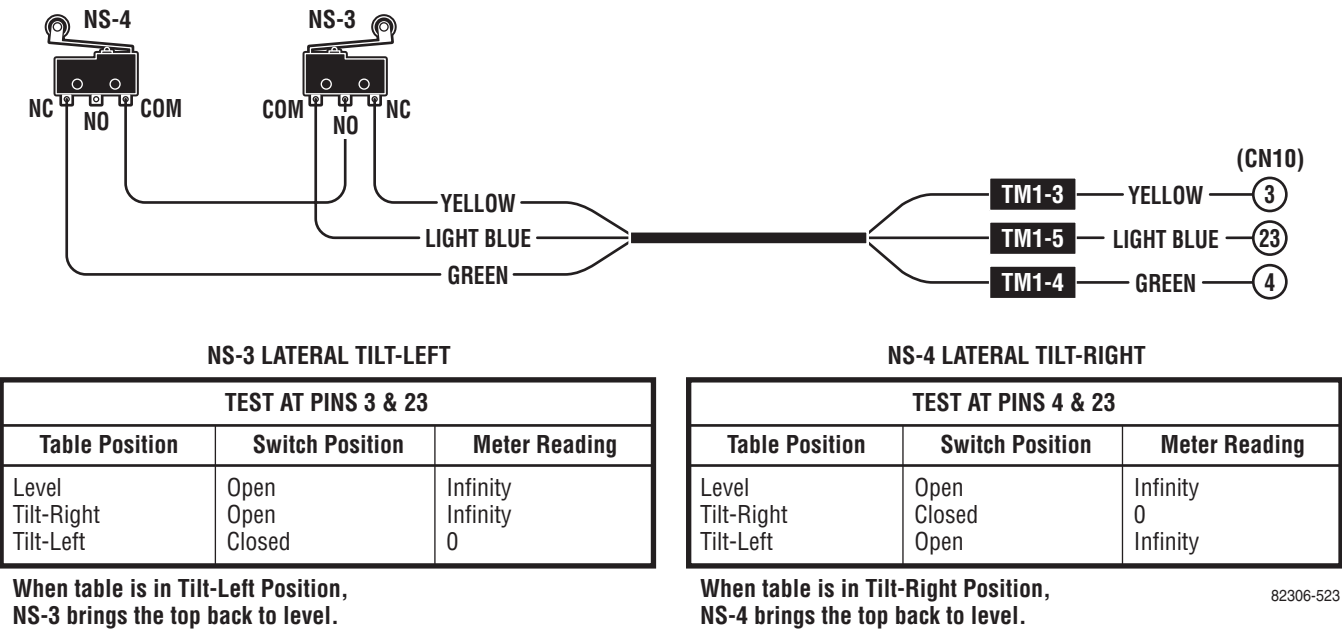 NS-4
NS-3
NC
NO
COM
COM
NO
NC
(CN10)
YELLOW
TM1-3
YELLOW
3
LIGHT BLUE
TM1-5
LIGHT BLUE
23
GREEN
TM1-4
GREEN
4
NS-3 LATERAL TILT-LEFT
TEST AT PINS 3 & 23
Table Position Switch Position Meter Reading
Level Open Infinity
Tilt-Right Open Infinity
Tilt-Left Closed 0
When table is in Tilt-Left Position,
NS-3 brings the top back to level.
NS-4 LATERAL TILT-RIGHT
TEST AT PINS 4 & 23
Table Position Switch Position Meter Reading
Level Open Infinity
Tilt-Right Closed 0
Tilt-Left Open Infinity
When table is in Tilt-Right Position,
NS-4 brings the top back to level.
82306-523